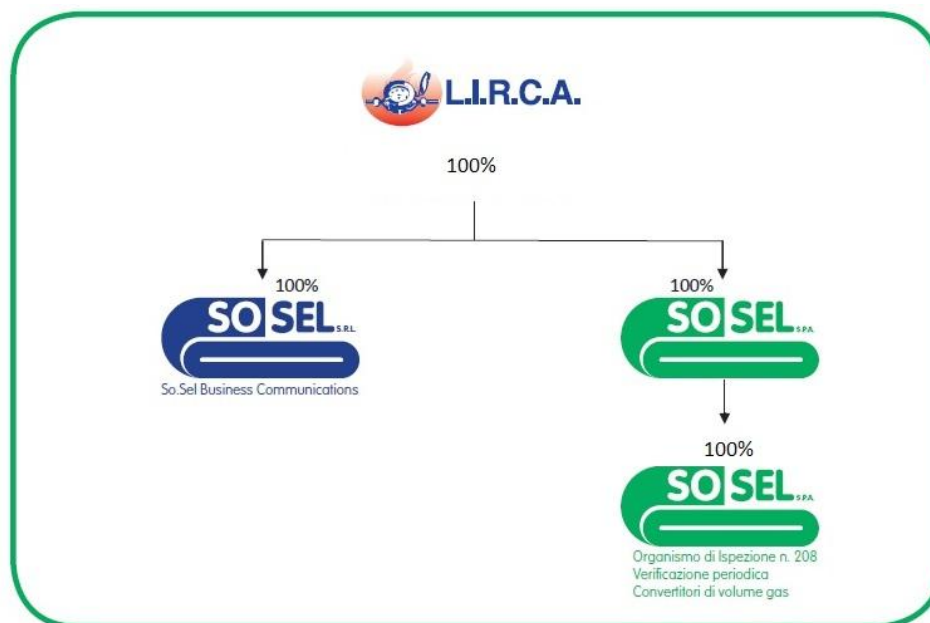 L.I.R.C.A.
100%
100%
SO SEL S.R.L.
So.Sel Business Communications
100%
SO SEL S.P.A.
100%
SO SEL S.P.A.
Organismo di Ispezione n. 208
Verificazione periodica
Convertitori di volume gas